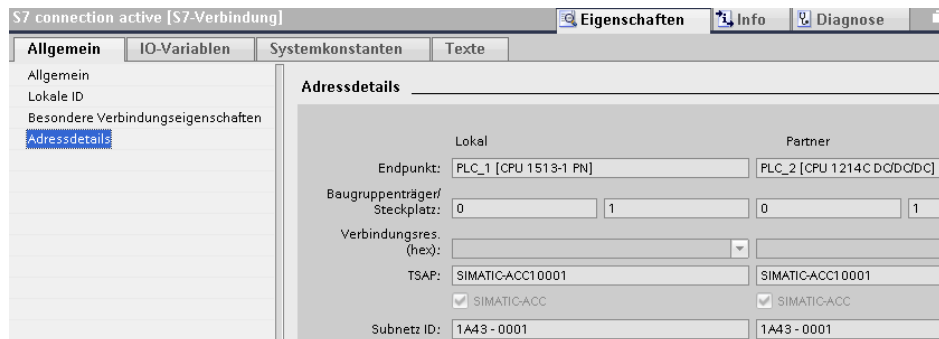 S7 connection active [S7-Verbindung]
Eigenschaften Info Diagnose
Allgemein IO-Variablen Systemkonstanten Texte
Allgemein
Lokale ID
Besondere Verbindungseigenschaften
Adressdetails
Adressdetails
Lokal Partner
Endpunkt: PLC_1 [CPU 1513-1 PN] PLC_2 [CPU 1214C DC/DC/DC]
Baugruppenträger/
Steckplatz: 0 1 0 1
Verbindungsres.
(hex):
TSAP: SIMATIC-ACC10001 SIMATIC-ACC10001
SIMATIC-ACC SIMATIC-ACC
Subnetz ID: 1A43 - 0001 1A43 - 0001